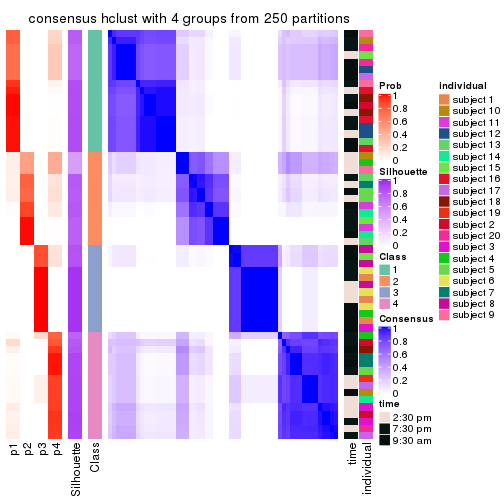 consensus hclust with 4 groups from 250 partitions
Prob
1
0.8
0.6
0.4
0.2
0
Silhouette
1
0.8
0.6
0.4
0.2
0
Class
1
2
3
4
Consensus
1
0.8
0.6
0.4
0.2
0
time
2:30 pm
7:30 pm
9:30 am
individual
subject 1
subject 10
subject 11
subject 12
subject 13
subject 14
subject 15
subject 16
subject 17
subject 18
subject 19
subject 2
subject 20
subject 3
subject 4
subject 5
subject 6
subject 7
subject 8
subject 9
p1
p2
p3
p4
Silhouette
Class
time
individual